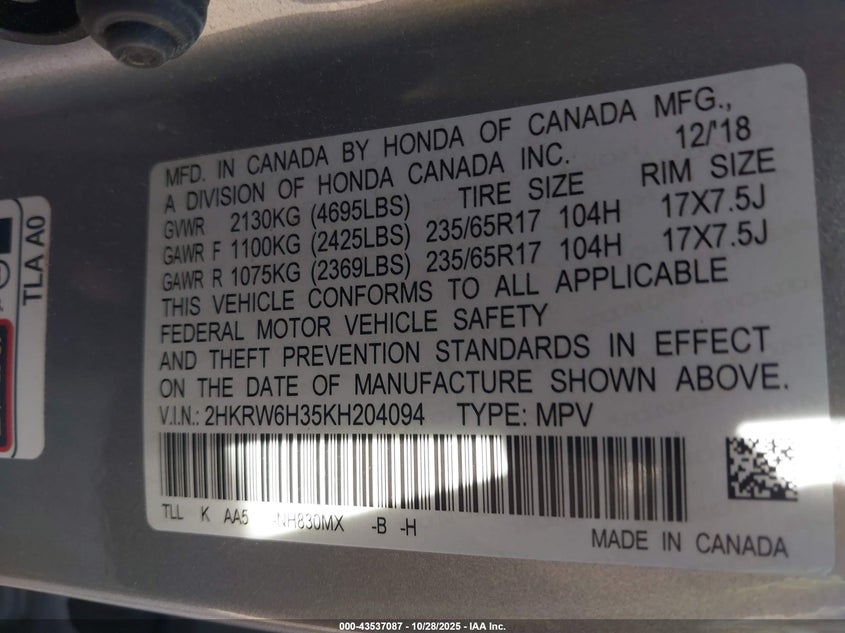 MFD. IN CANADA BY HONDA OF CANADA MFG.,
A DIVISION OF HONDA CANADA INC. 12/'18
GVWR 2130KG (4695LBS) TIRE SIZE RIM SIZE
GAWR F 1100KG (2425LBS) 235/65R17 104H 17X7.5J
GAWR R 1075KG (2369LBS) 235/65R17 104H 17X7.5J
THIS VEHICLE CONFORMS TO ALL APPLICABLE
FEDERAL MOTOR VEHICLE SAFETY
AND THEFT PREVENTION STANDARDS IN EFFECT
ON THE DATE OF MANUFACTURE SHOWN ABOVE.
V.I.N.: 2HKRW6H35KH204094 TYPE: MPV
TLL K AA5 -NH830MX -B -H
MADE IN CANADA
TLA A0
000-43537087 - 10/28/2025 - IAA Inc.